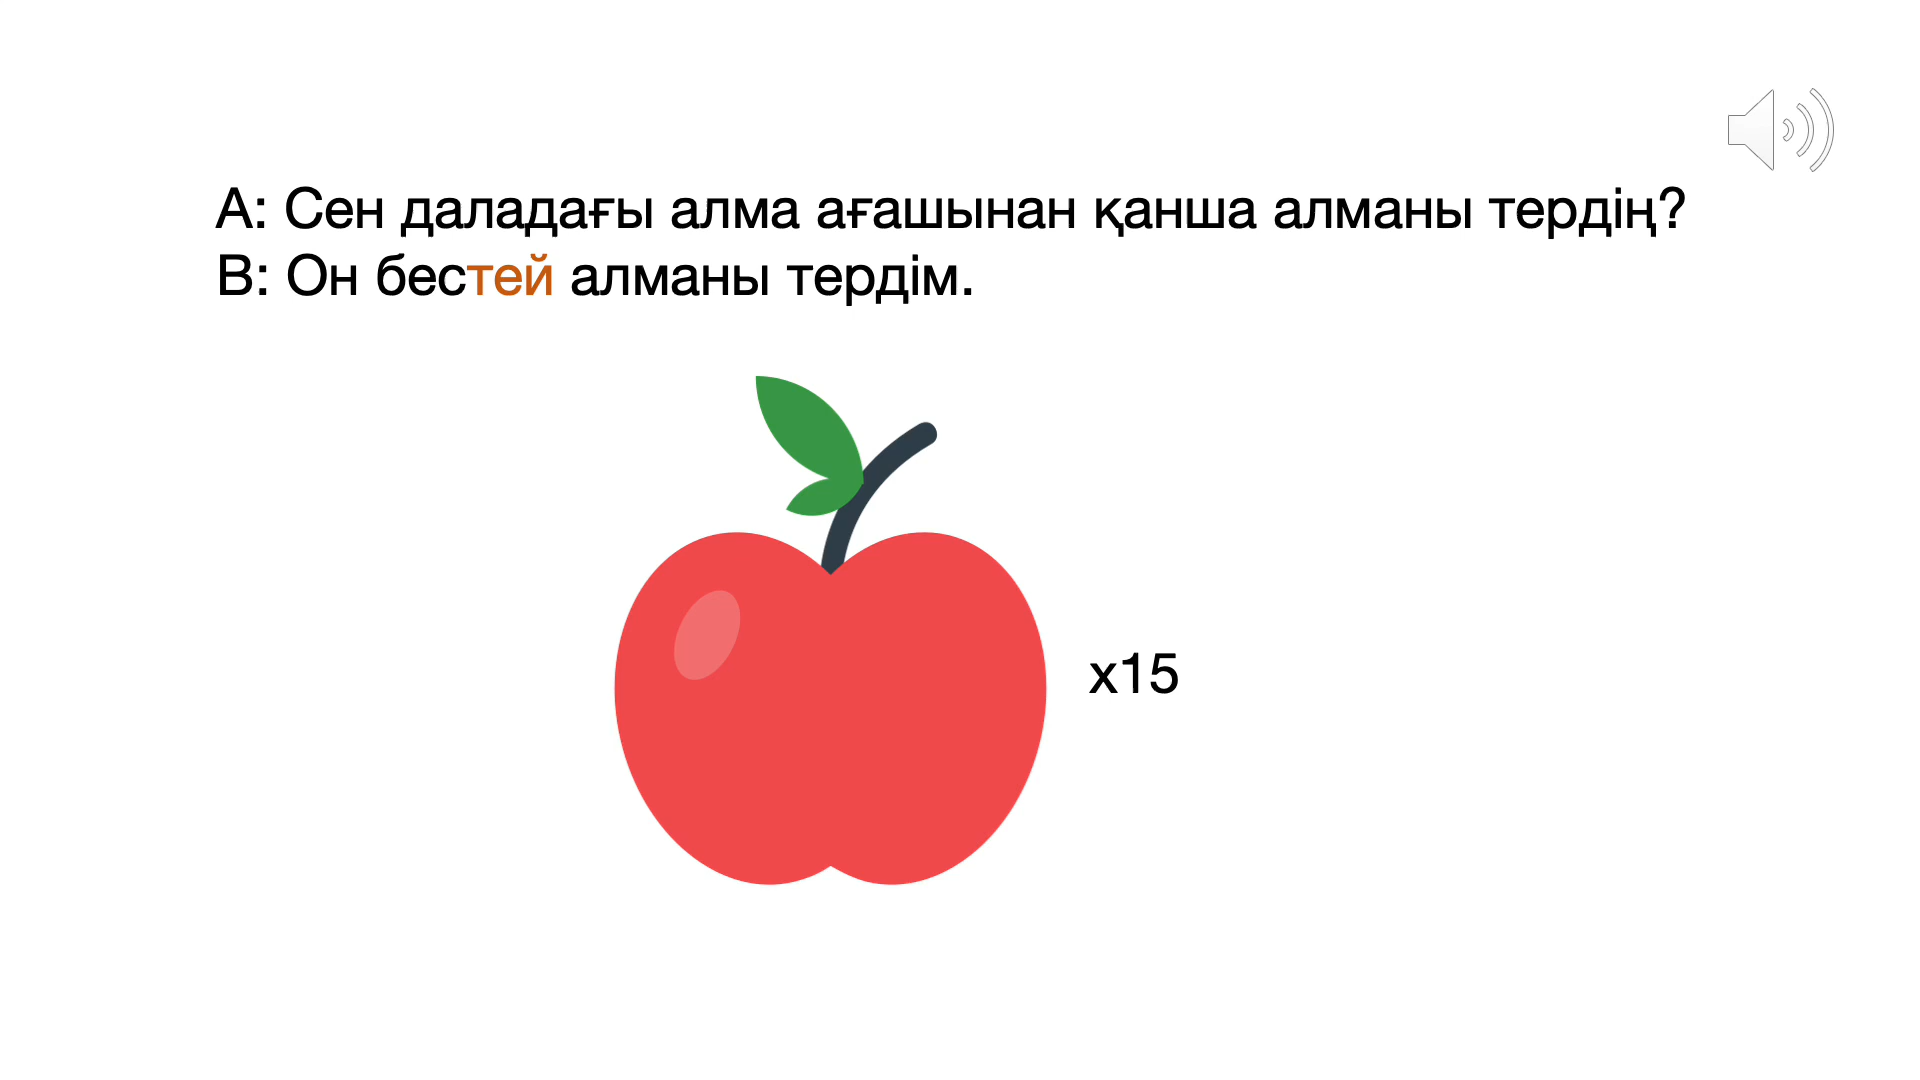 А: Сен даладағы алма ағашынан қанша алманы тердің?
В: Он бестей алманы тердім.
x15